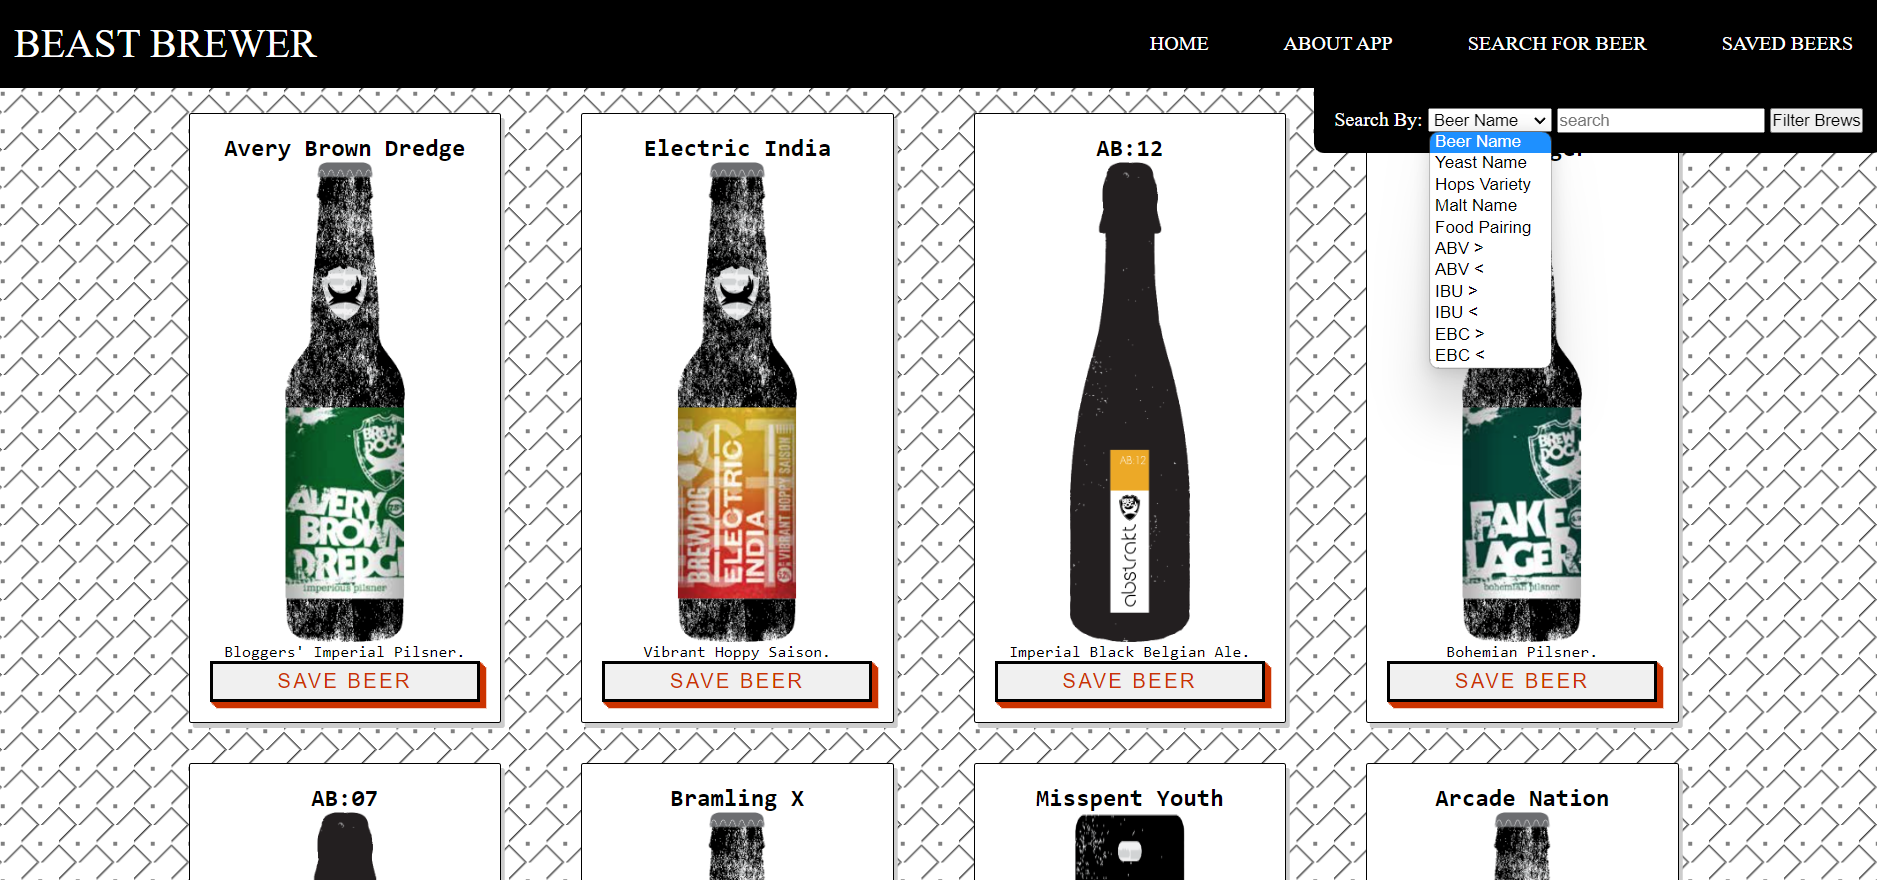 BEAST BREWER
HOME
ABOUT APP
SEARCH FOR BEER
SAVED BEERS
Search By:
Beer Name
search
Filter Brews
Beer Name
Yeast Name
Hops Variety
Malt Name
Food Pairing
ABV >
ABV <
IBU >
IBU <
EBC >
EBC <
Avery Brown Dredge
BREW
DOG
AVERY
BROWN
DREDGE
imperious pilsner
Bloggers' Imperial Pilsner.
SAVE BEER
Electric India
BREWDOG
ELECTRIC
INDIA
VIBRANT HOPPY SAISON
Vibrant Hoppy Saison.
SAVE BEER
AB:12
AB:12
abstrakt
Imperial Black Belgian Ale.
SAVE BEER
BREW
DOG
FAKE
LAGER
bohemian pilsner
Bohemian Pilsner.
SAVE BEER
AB:07
Bramling X
Misspent Youth
Arcade Nation